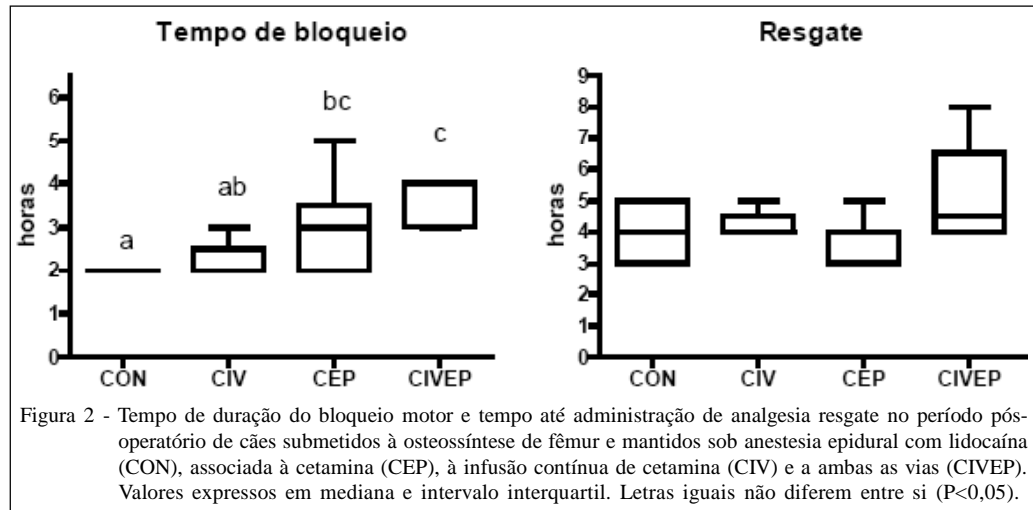 Tempo de bloqueio
Resgate
horas
6
5
4
3
2
1
0
a
ab
bc
c
CON CIV CEP CIVEP
horas
9
8
7
6
5
4
3
2
1
0
CON CIV CEP CIVEP
Figura 2 - Tempo de duração do bloqueio motor e tempo até administração de analgesia resgate no período pós-
operatório de cães submetidos à osteossíntese de fêmur e mantidos sob anestesia epidural com lidocaína
(CON), associada à cetamina (CEP), à infusão contínua de cetamina (CIV) e a ambas as vias (CIVEP).
Valores expressos em mediana e intervalo interquartil. Letras iguais não diferem entre si (P<0,05).